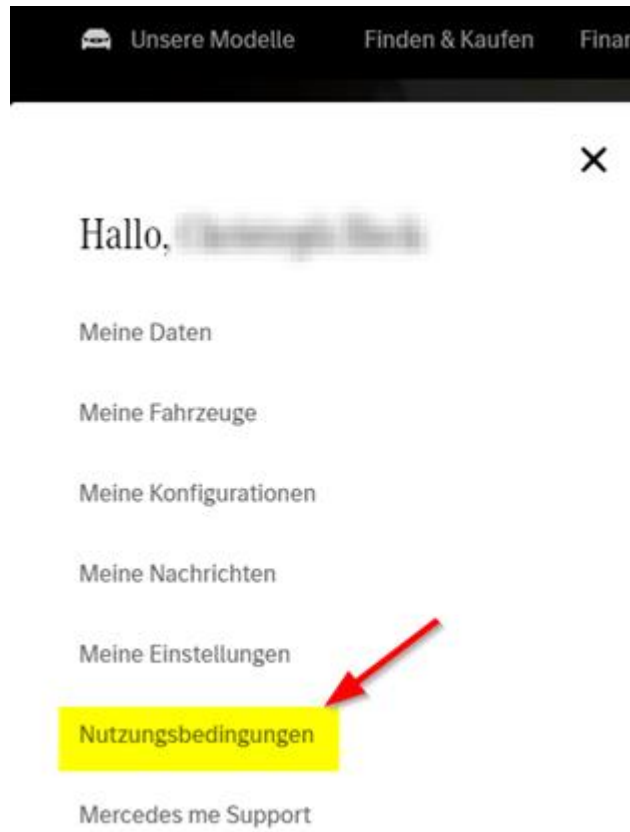 Unsere Modelle Finden & Kaufen Finan
Hallo,
Meine Daten
Meine Fahrzeuge
Meine Konfigurationen
Meine Nachrichten
Meine Einstellungen
Nutzungsbedingungen
Mercedes me Support